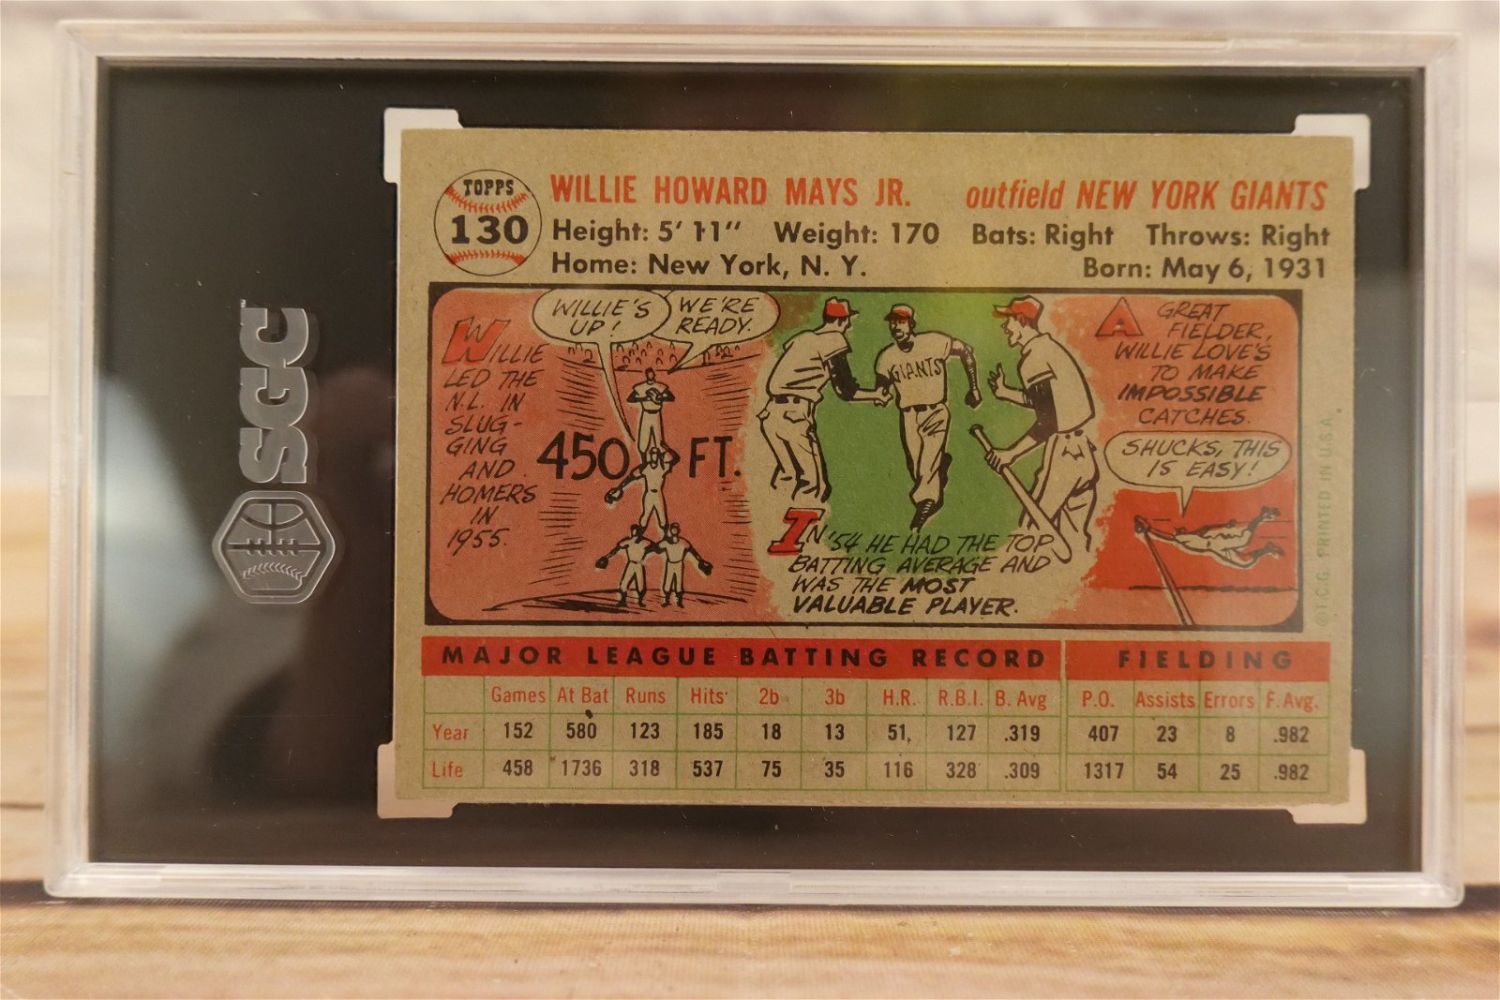 TOPPS
130
WILLIE HOWARD MAYS JR. outfield NEW YORK GIANTS
Height: 5' 11" Weight: 170 Bats: Right Throws: Right
Home: New York, N. Y. Born: May 6, 1931
WILLIE
LED THE
N.L. IN
SLUG-
GING
AND
HOMERS
IN
1955.
WILLIE'S
UP!
WE'RE
READY.
450 FT.
GIANTS
IN '54 HE HAD THE TOP
BATTING AVERAGE AND
WAS THE MOST
VALUABLE PLAYER.
A GREAT
FIELDER,
WILLIE LOVE'S
TO MAKE
IMPOSSIBLE
CATCHES.
SHUCKS, THIS
IS EASY!
©T.C.G. PRINTED IN U.S.A.
MAJOR LEAGUE BATTING RECORD FIELDING
Games At Bat Runs Hits 2b 3b H.R. R.B.I. B. Avg P.O. Assists Errors F. Avg.
Year 152 580 123 185 18 13 51 127 .319 407 23 8 .982
Life 458 1736 318 537 75 35 116 328 .309 1317 54 25 .982
SGC